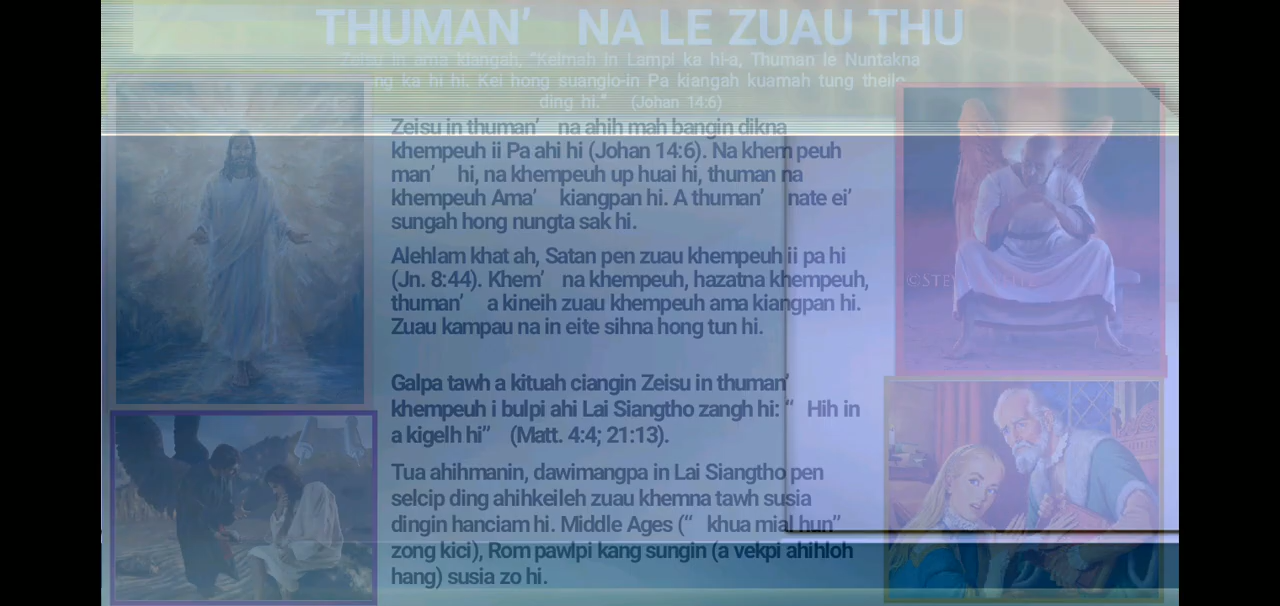 THUMAN’ NA LE ZUAU THU
Zeisu in ama kiangah, “Keimah in Lampi ka hi-a, Thuman le Nuntakna
ka hi hi. Kei hong suanglo-in Pa kiangah kuamah tung theilo
ding hi.” (Johan 14:6)
Zeisu in thuman’ na ahih mah bangin dikna
khempeuh ii Pa ahi hi (Johan 14:6). Na khem peuh
man’ hi, na khempeuh up huai hi, thuman na
khempeuh Ama’ kiangpan hi. A thuman’ nate ei’
sungah hong nungta sak hi.
Alehlam khat ah, Satan pen zuau khempeuh ii pa hi
(Jn. 8:44). Khem’ na khempeuh, hazatna khempeuh,
thuman’ a kineih zuau khempeuh ama kiangpan hi.
Zuau kampau na in eite sihna hong tun hi.
Galpa tawh a kituah ciangin Zeisu in thuman’
khempeuh i bulpi ahi Lai Siangtho zangh hi: “ Hih in
a kigelh hi” (Matt. 4:4; 21:13).
Tua ahihmanin, dawimangpa in Lai Siangtho pen
selcip ding ahihkeileh zuau khemna tawh susia
dingin hanciam hi. Middle Ages (“ khua mial hun”
zong kici), Rom pawlpi kang sungin (a vekpi ahihloh
hang) susia zo hi.